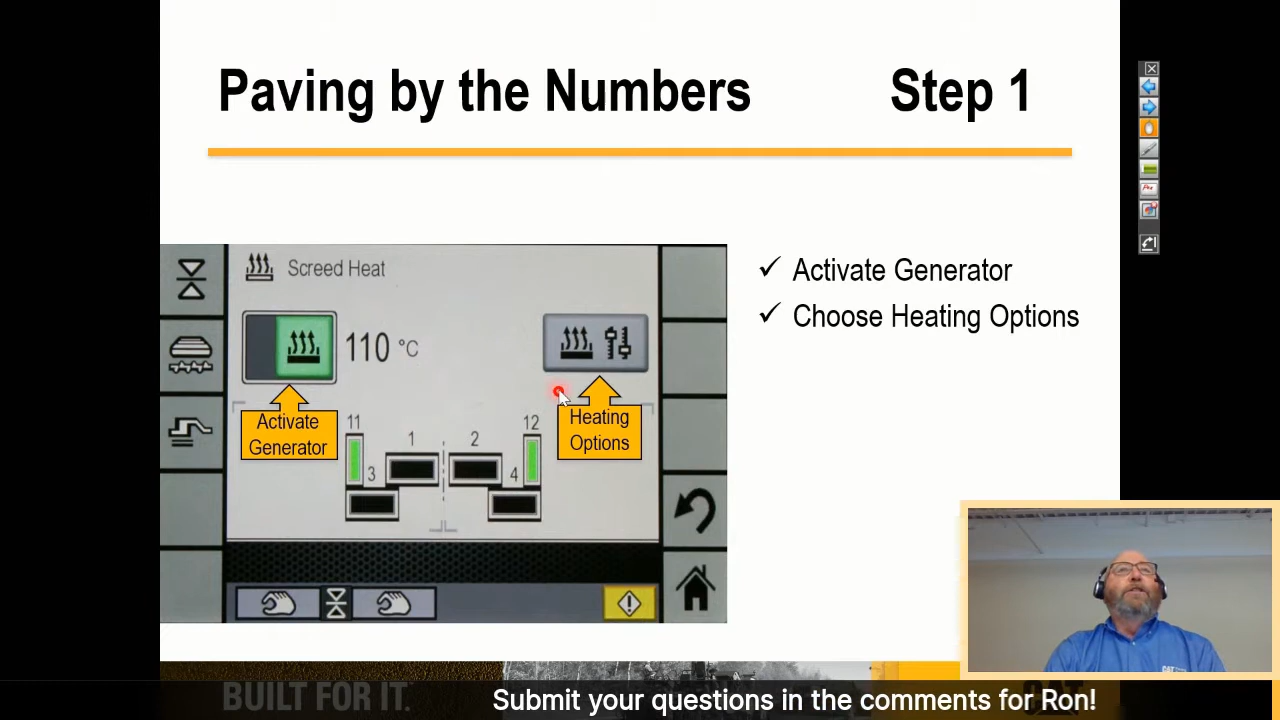 Paving by the Numbers Step 1
Screed Heat
110 °C
Activate
Generator
Heating
Options
11
12
1
2
3
4
Activate Generator
Choose Heating Options
CAT
BUILT FOR IT.
Submit your questions in the comments for Ron!